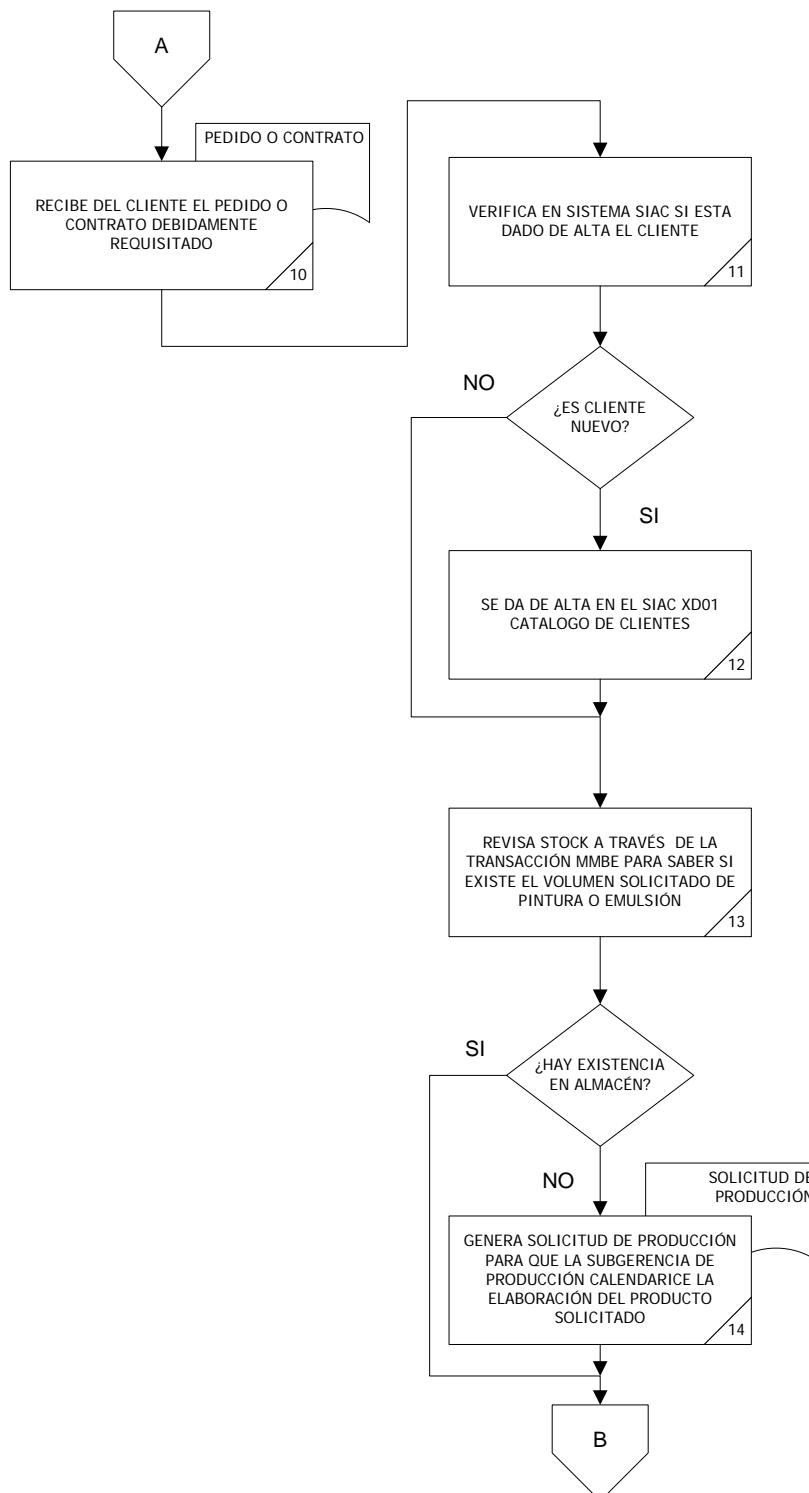 A
PEDIDO O CONTRATO
RECIBE DEL CLIENTE EL PEDIDO O
CONTRATO DEBIDAMENTE
REQUISITADO
10
VERIFICA EN SISTEMA SIAC SI ESTA
DADO DE ALTA EL CLIENTE
11
NO
¿ES CLIENTE
NUEVO?
SI
SE DA DE ALTA EN EL SIAC XD01
CATALOGO DE CLIENTES
12
REVISA STOCK A TRAVÉS DE LA
TRANSACCIÓN MMBE PARA SABER SI
EXISTE EL VOLUMEN SOLICITADO DE
PINTURA O EMULSIÓN
13
SI
¿HAY EXISTENCIA
EN ALMACÉN?
NO
SOLICITUD DE
PRODUCCIÓN
GENERA SOLICITUD DE PRODUCCIÓN
PARA QUE LA SUBGERENCIA DE
PRODUCCIÓN CALENDARICE LA
ELABORACIÓN DEL PRODUCTO
SOLICITADO
14
B